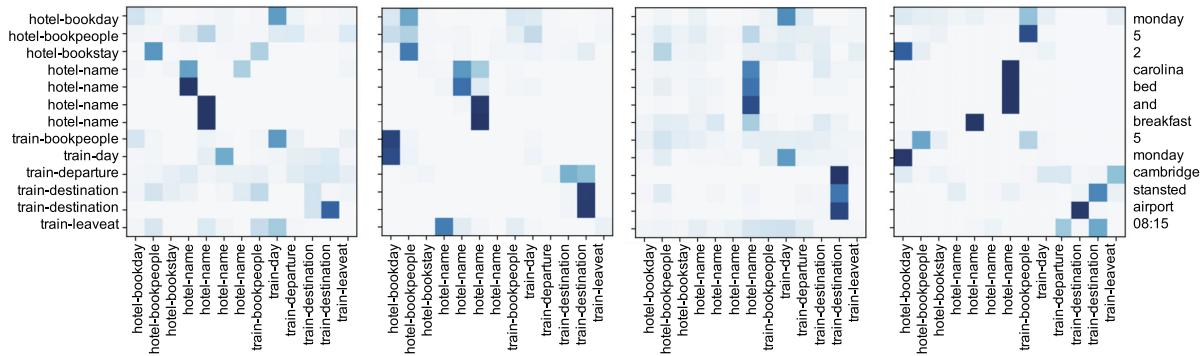 hotel-bookday
hotel-bookpeople
hotel-bookstay
hotel-name
hotel-name
hotel-name
hotel-name
train-bookpeople
train-day
train-departure
train-destination
train-destination
train-leaveat
monday
5
2
carolina
bed
and
breakfast
5
monday
cambridge
stansted
airport
08:15
hotel-bookday
hotel-bookpeople
hotel-bookstay
hotel-name
hotel-name
hotel-name
hotel-name
train-bookpeople
train-day
train-departure
train-destination
train-destination
train-leaveat
hotel-bookday
hotel-bookpeople
hotel-bookstay
hotel-name
hotel-name
hotel-name
hotel-name
train-bookpeople
train-day
train-departure
train-destination
train-destination
train-leaveat
hotel-bookday
hotel-bookpeople
hotel-bookstay
hotel-name
hotel-name
hotel-name
hotel-name
train-bookpeople
train-day
train-departure
train-destination
train-destination
train-leaveat
hotel-bookday
hotel-bookpeople
hotel-bookstay
hotel-name
hotel-name
hotel-name
hotel-name
train-bookpeople
train-day
train-departure
train-destination
train-destination
train-leaveat